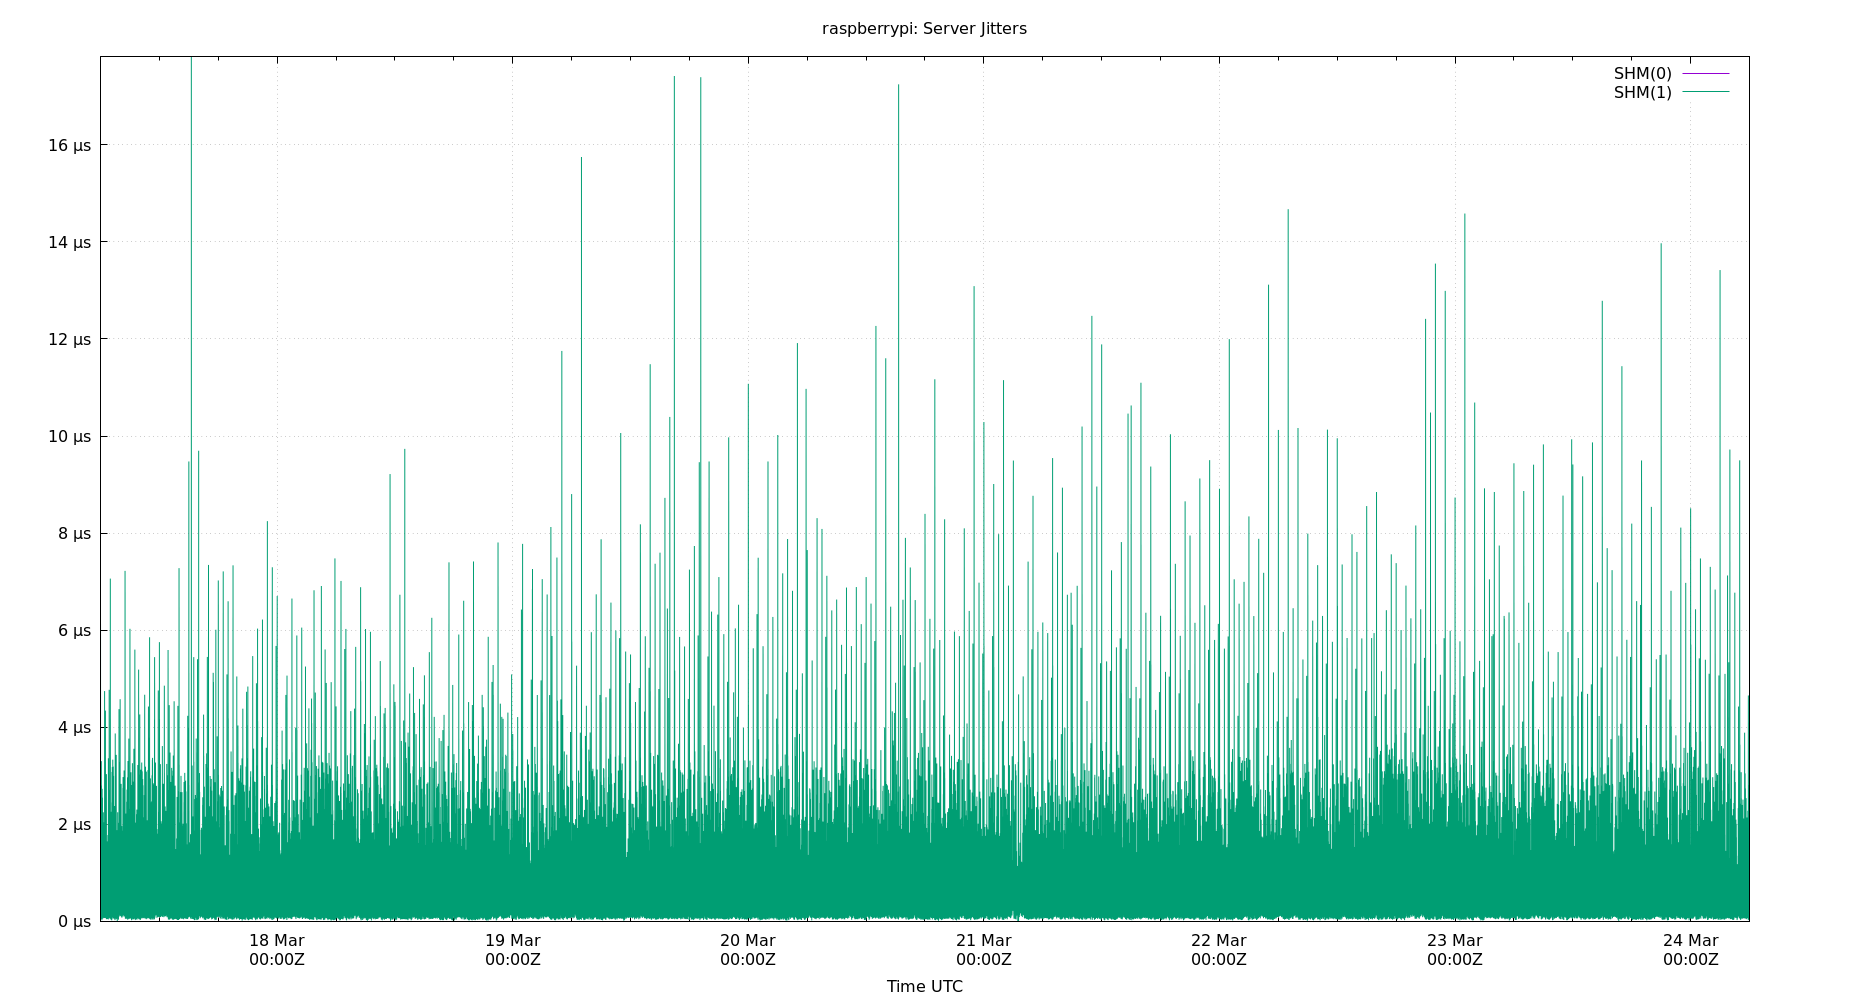 raspberrypi: Server Jitters
SHM(0)
SHM(1)
16 µs
14 µs
12 µs
10 µs
8 µs
6 µs
4 µs
2 µs
0 µs
18 Mar 19 Mar 20 Mar 21 Mar 22 Mar 23 Mar 24 Mar
00:00Z 00:00Z 00:00Z 00:00Z 00:00Z 00:00Z 00:00Z
Time UTC